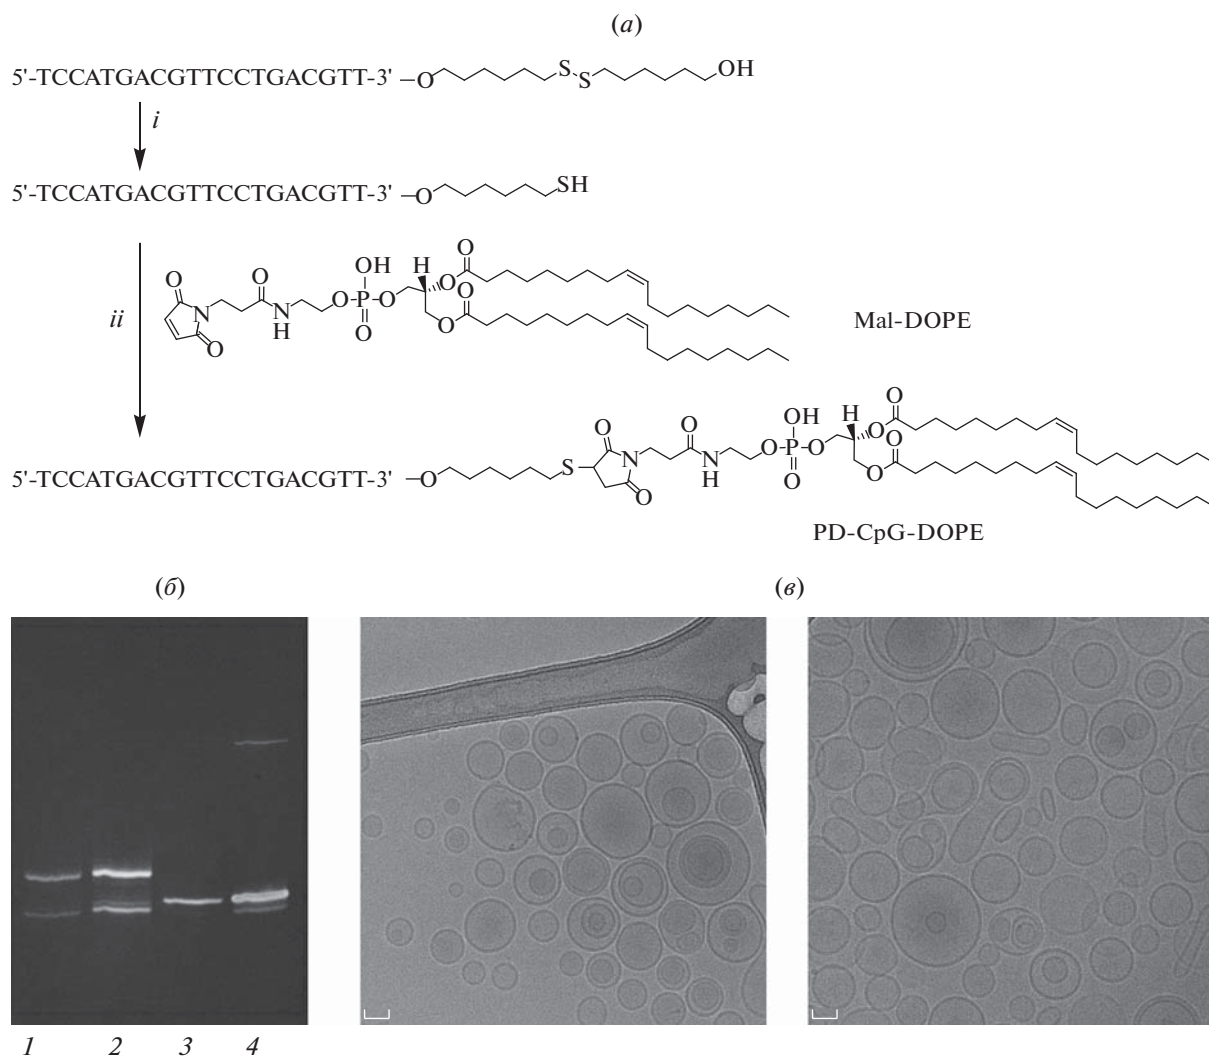 (а)
5'-TCCATGACGTTCCTGACGTT-3' –O S S OH
i
5'-TCCATGACGTTCCTGACGTT-3' –O SH
ii
O N O O N H O OH P O O H O O O O
Mal-DOPE
5'-TCCATGACGTTCCTGACGTT-3' –O S O N O O N H O OH P O O H O O O O
PD-CpG-DOPE
(б) (в)
1 2 3 4